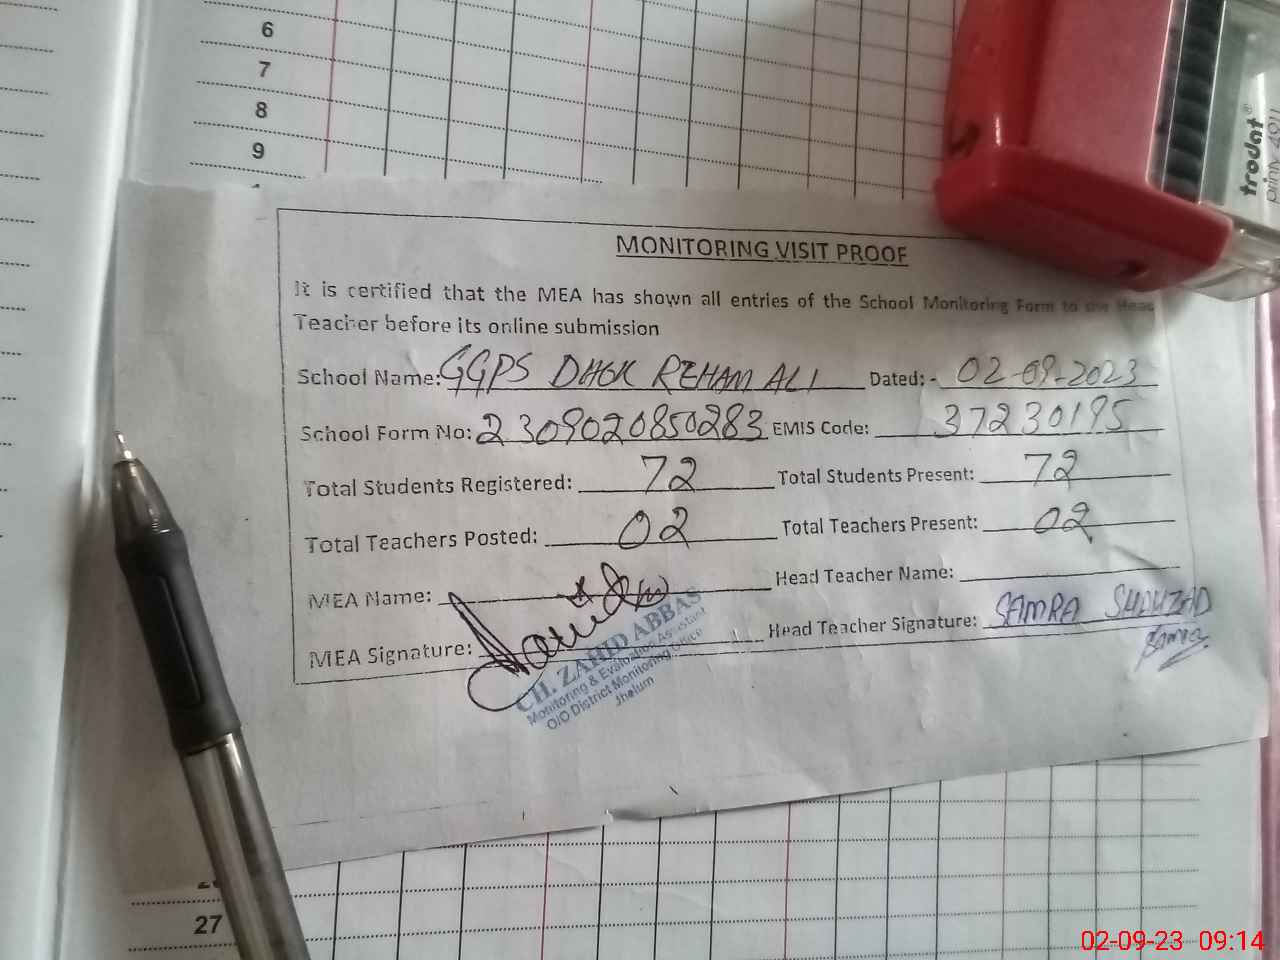 6
7
8
9
trodat®
MONITORING VISIT PROOF
It is certified that the MEA has shown all entries of the School Monitoring Form to the Head
Teacher before its online submission
School Name: GGPS DHOK REHAM ALI Dated: - 02-09-2023
School Form No: 230902085 0283 EMIS Code: 37230195
Total Students Registered: 72 Total Students Present: 72
Total Teachers Posted: 02 Total Teachers Present: 02
MEA Name: Head Teacher Name:
MEA Signature: Head Teacher Signature: SAMRA SHAHZAD
Samra
CH. ZAHID ABBAS
Monitoring & Evaluation Assistant
O/O District Monitoring Office
Jhelum
27
02-09-23 09:14